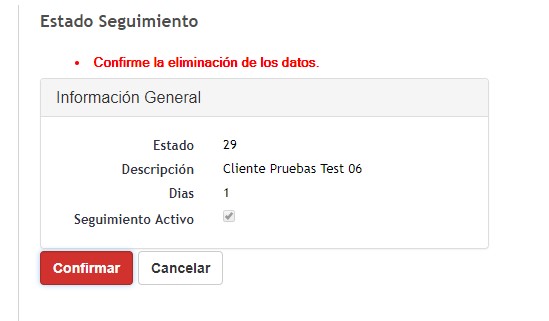 Estado Seguimiento
• Confirme la eliminación de los datos.
Información General
Estado 29
Descripción Cliente Pruebas Test 06
Dias 1
Seguimiento Activo
Confirmar Cancelar